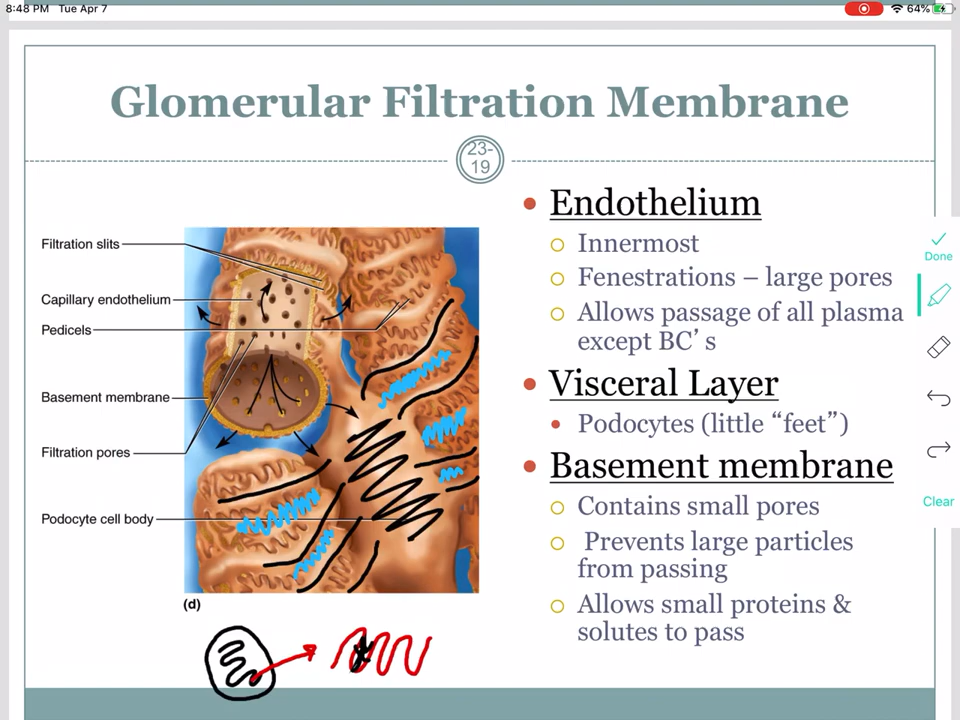 8:48 PM Tue Apr 7
64%
Glomerular Filtration Membrane
23-
19
Filtration slits
Capillary endothelium
Pedicels
Basement membrane
Filtration pores
Podocyte cell body
(d)
• Endothelium
Innermost
Fenestrations – large pores
Allows passage of all plasma
except BC’ s
• Visceral Layer
• Podocytes (little “feet”)
• Basement membrane
Contains small pores
Prevents large particles
from passing
Allows small proteins &
solutes to pass
Done
Clear